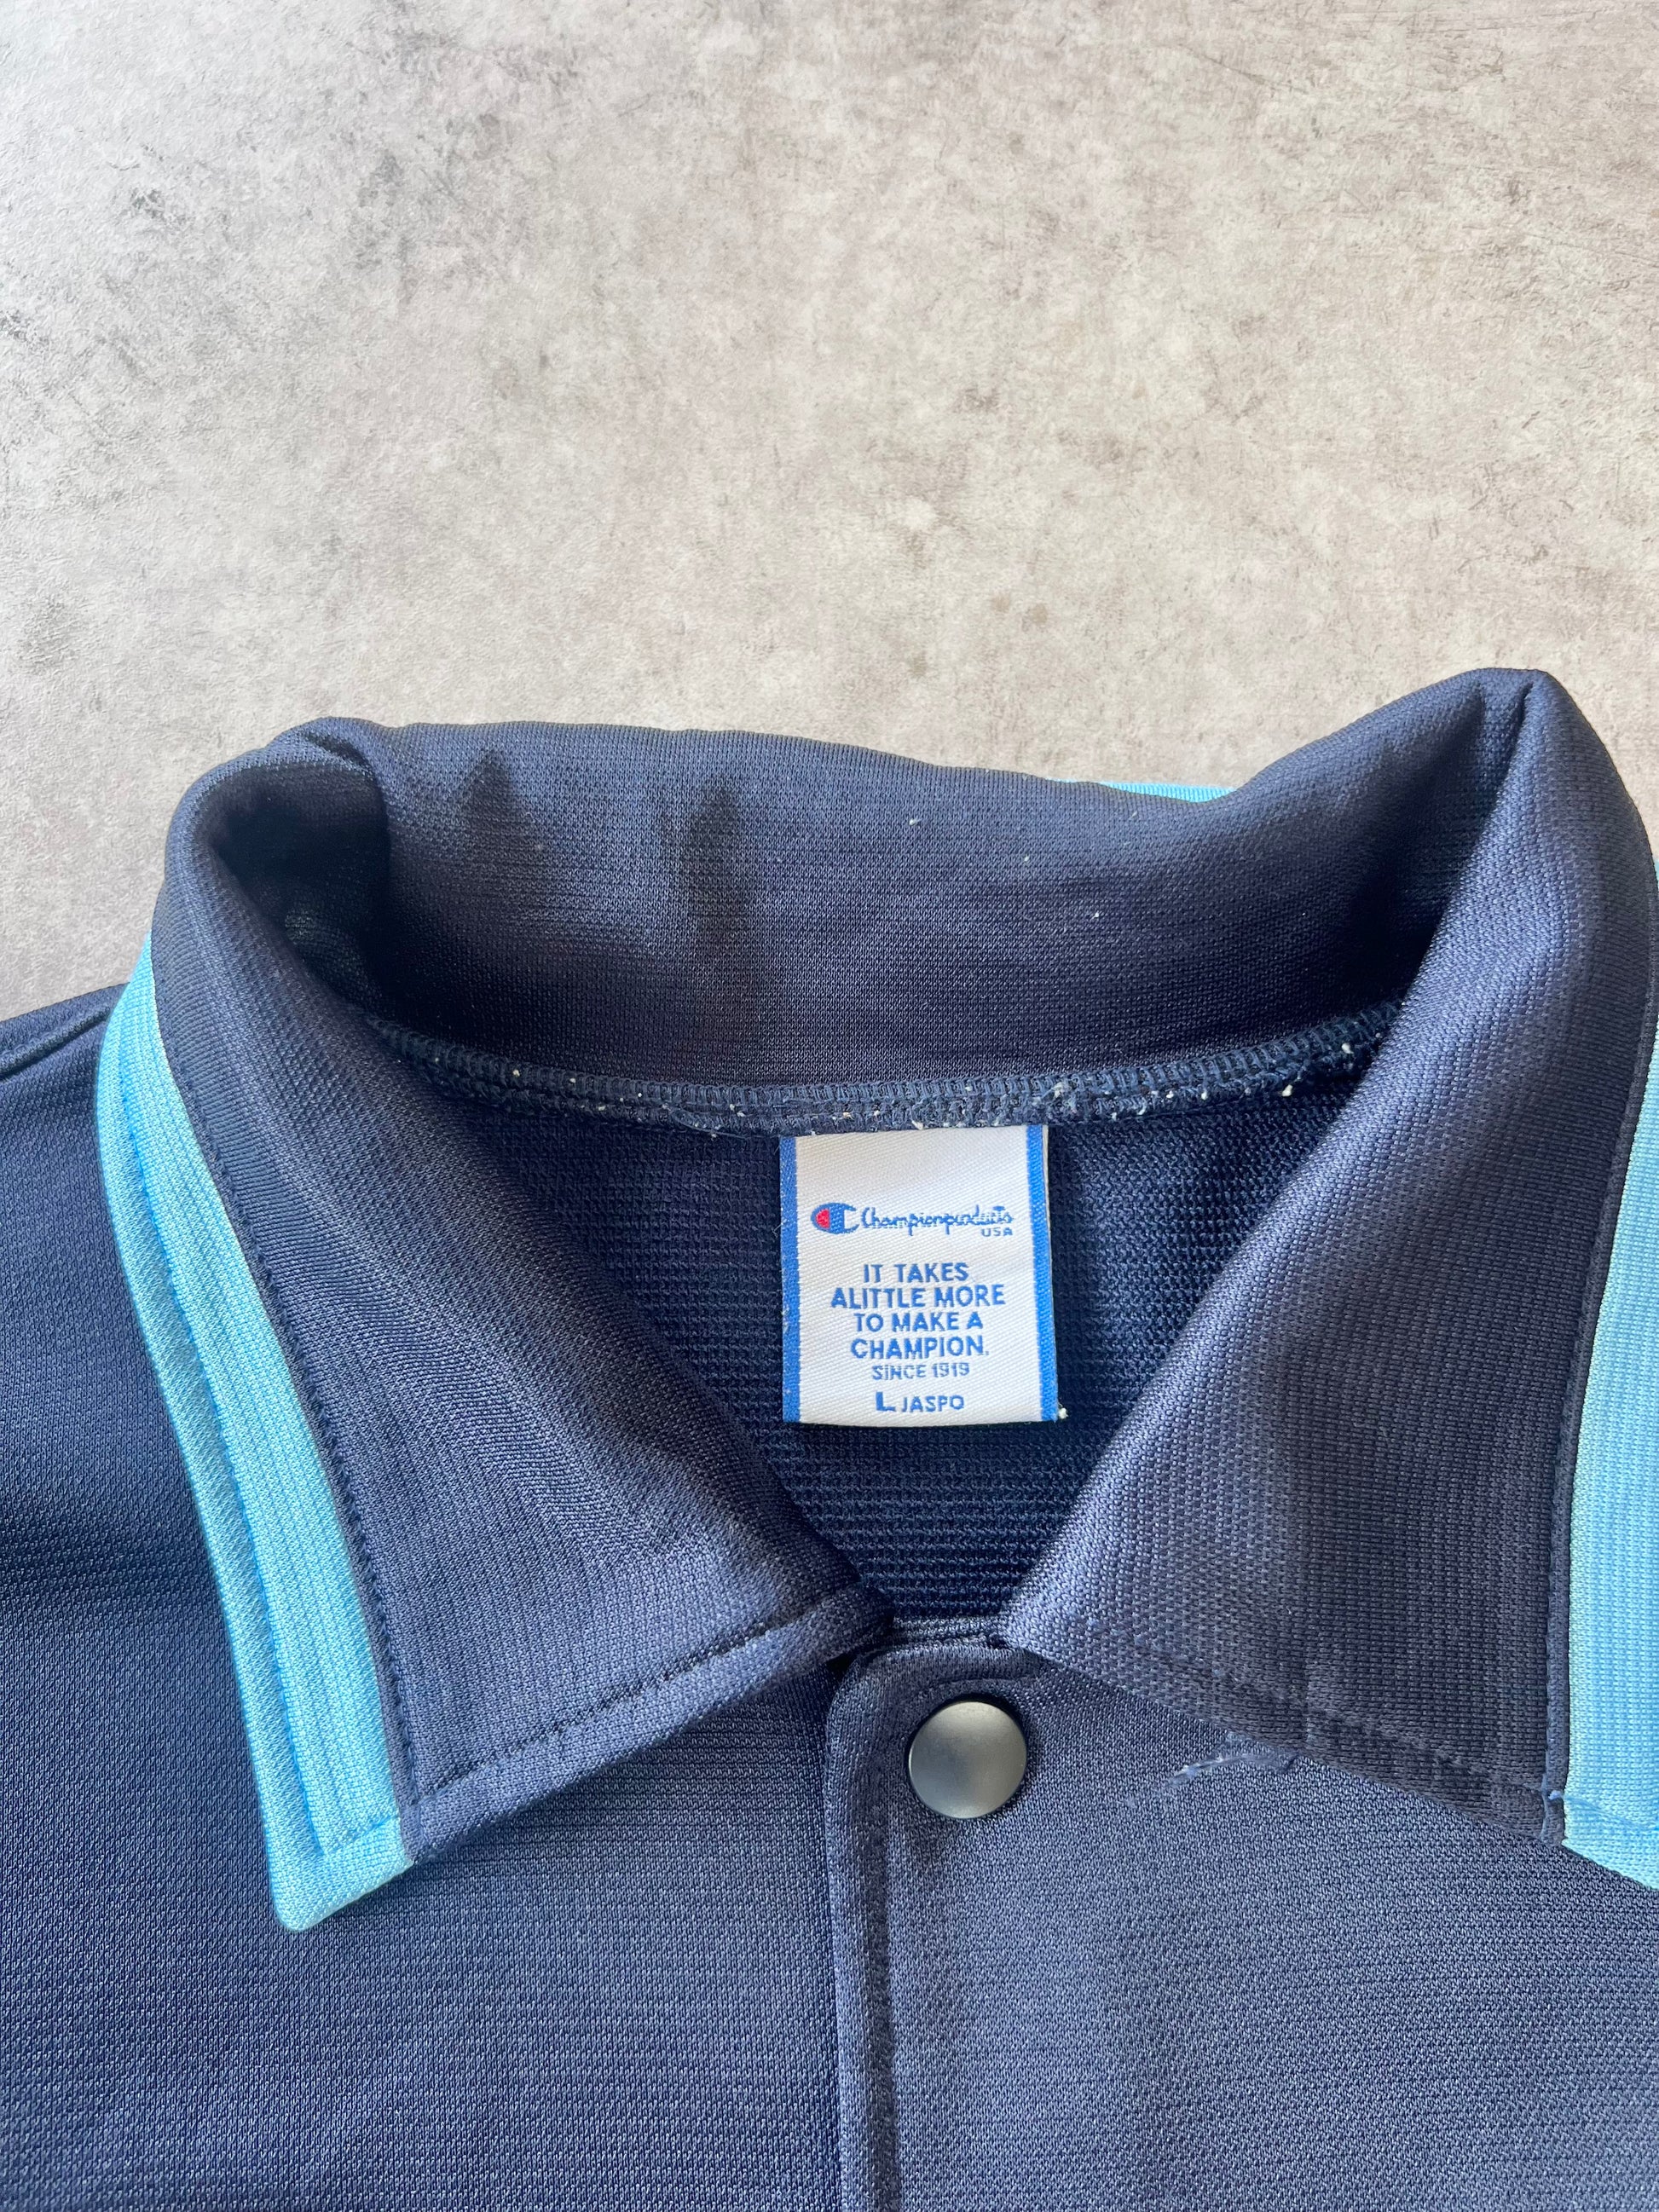 Championproducts
USA
IT TAKES
ALITTLE MORE
TO MAKE A
CHAMPION.
SINCE 1919
L JASPO